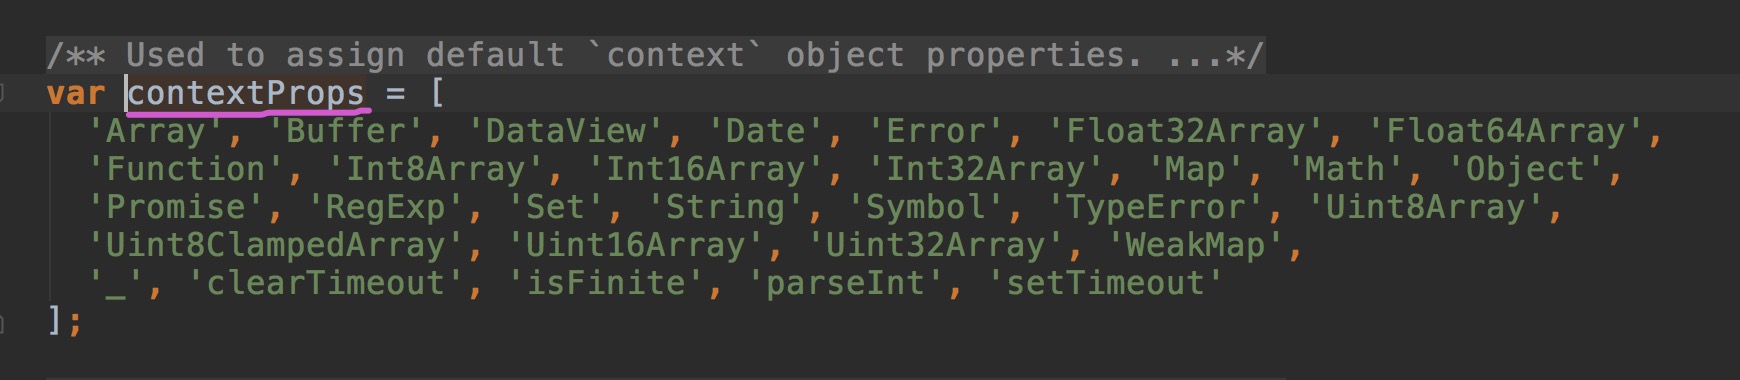 /** Used to assign default `context` object properties. ...*/
var contextProps = [
  'Array', 'Buffer', 'DataView', 'Date', 'Error', 'Float32Array', 'Float64Array',
  'Function', 'Int8Array', 'Int16Array', 'Int32Array', 'Map', 'Math', 'Object',
  'Promise', 'RegExp', 'Set', 'String', 'Symbol', 'TypeError', 'Uint8Array',
  'Uint8ClampedArray', 'Uint16Array', 'Uint32Array', 'WeakMap',
  '_', 'clearTimeout', 'isFinite', 'parseInt', 'setTimeout'
];